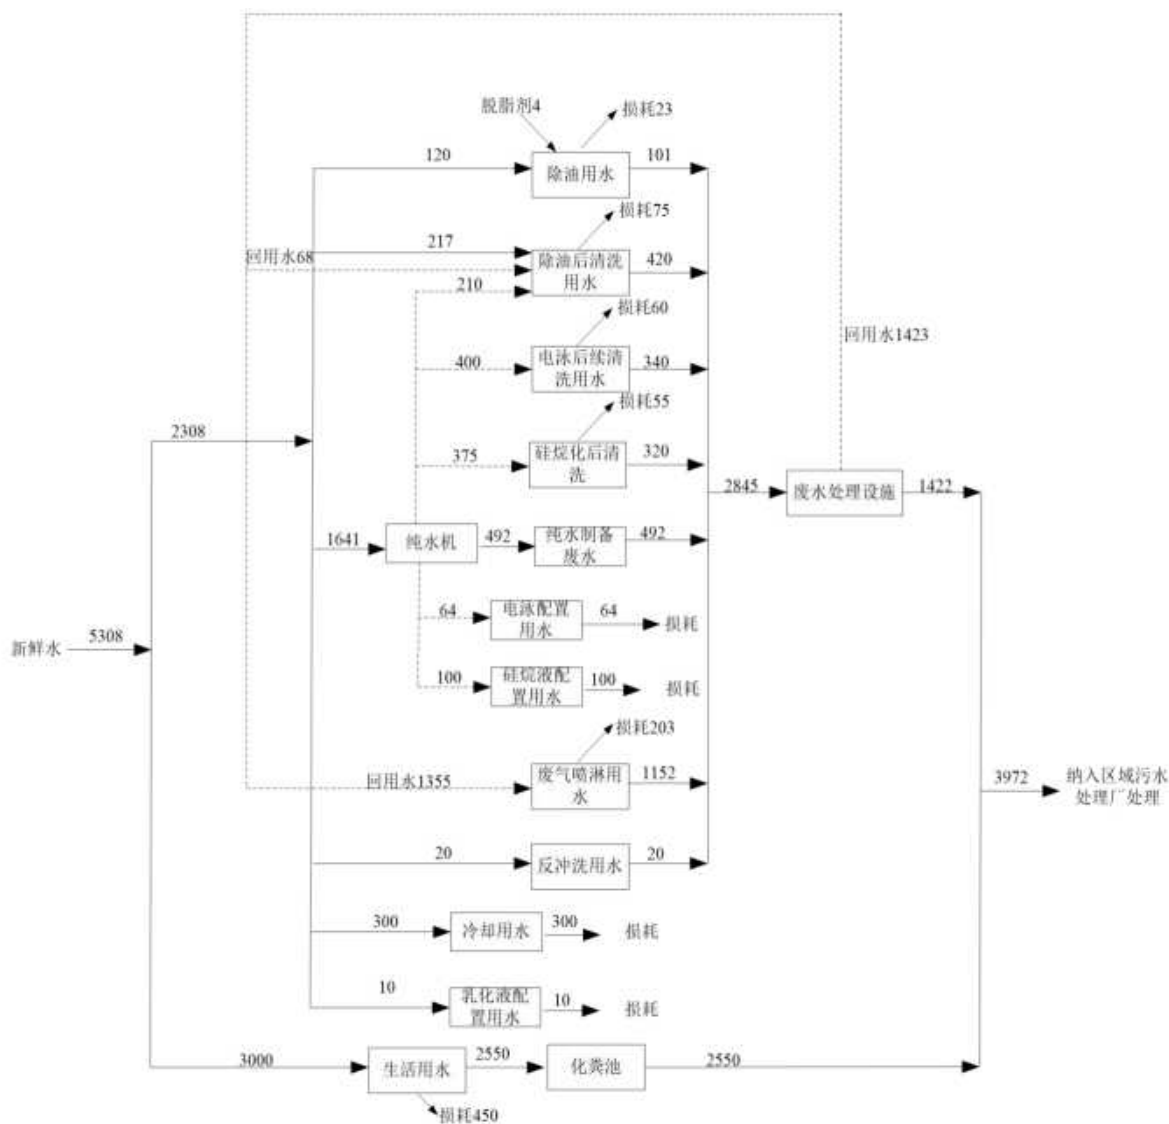 脱脂剂4
损耗23
120
除油用水
101
损耗75
217
回用水68
除油后清洗
用水
420
210
损耗60
回用水1423
400
电泳后续清
洗用水
340
损耗55
2308
375
硅烷化后清
洗
320
2845
废水处理设施
1422
1641
纯水机
492
纯水制备
废水
492
64
电泳配置
用水
64
损耗
5308
新鲜水
100
硅烷液配
置用水
100
损耗
损耗203
回用水1355
废气喷淋用
水
1152
3972
纳入区域污水
处理厂处理
20
反冲洗用水
20
300
冷却用水
300
损耗
10
乳化液配
置用水
10
损耗
3000
生活用水
2550
化粪池
2550
损耗450